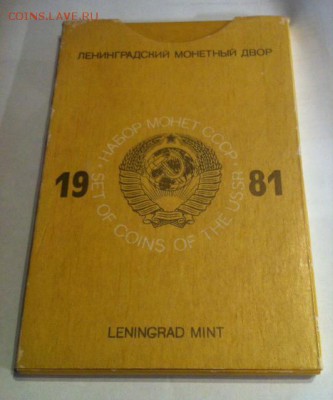 COINS.LAVE.RU
ЛЕНИНГРАДСКИЙ МОНЕТНЫЙ ДВОР
НАБОР МОНЕТ СССР
19 81
SET OF COINS OF THE USSR
LENINGRAD MINT